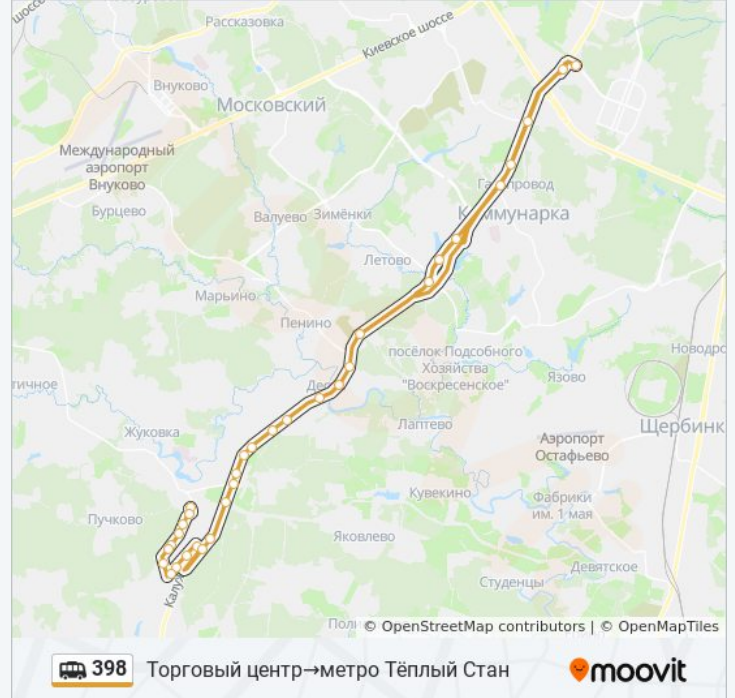 шоссе
Рассказовка
Киевское шоссе
Внуково
Московский
Международный
аэропорт
Внуково
Бурцево
Валуево
Зимёнки
Коммунарка
Летово
Марьино
Пенино
посёлок Подсобного
Хозяйства
"Воскресенское"
Новодро
Язово
Жуковка
Лаптево
Щербинк
Аэропорт
Остафьево
Кувекино
Фабрики
им. 1 мая
Пучково
Яковлево
Девятское
Студенцы
Калу
© OpenStreetMap contributors | © OpenMapTiles
398 Торговый центр→метро Тёплый Стан
moovit